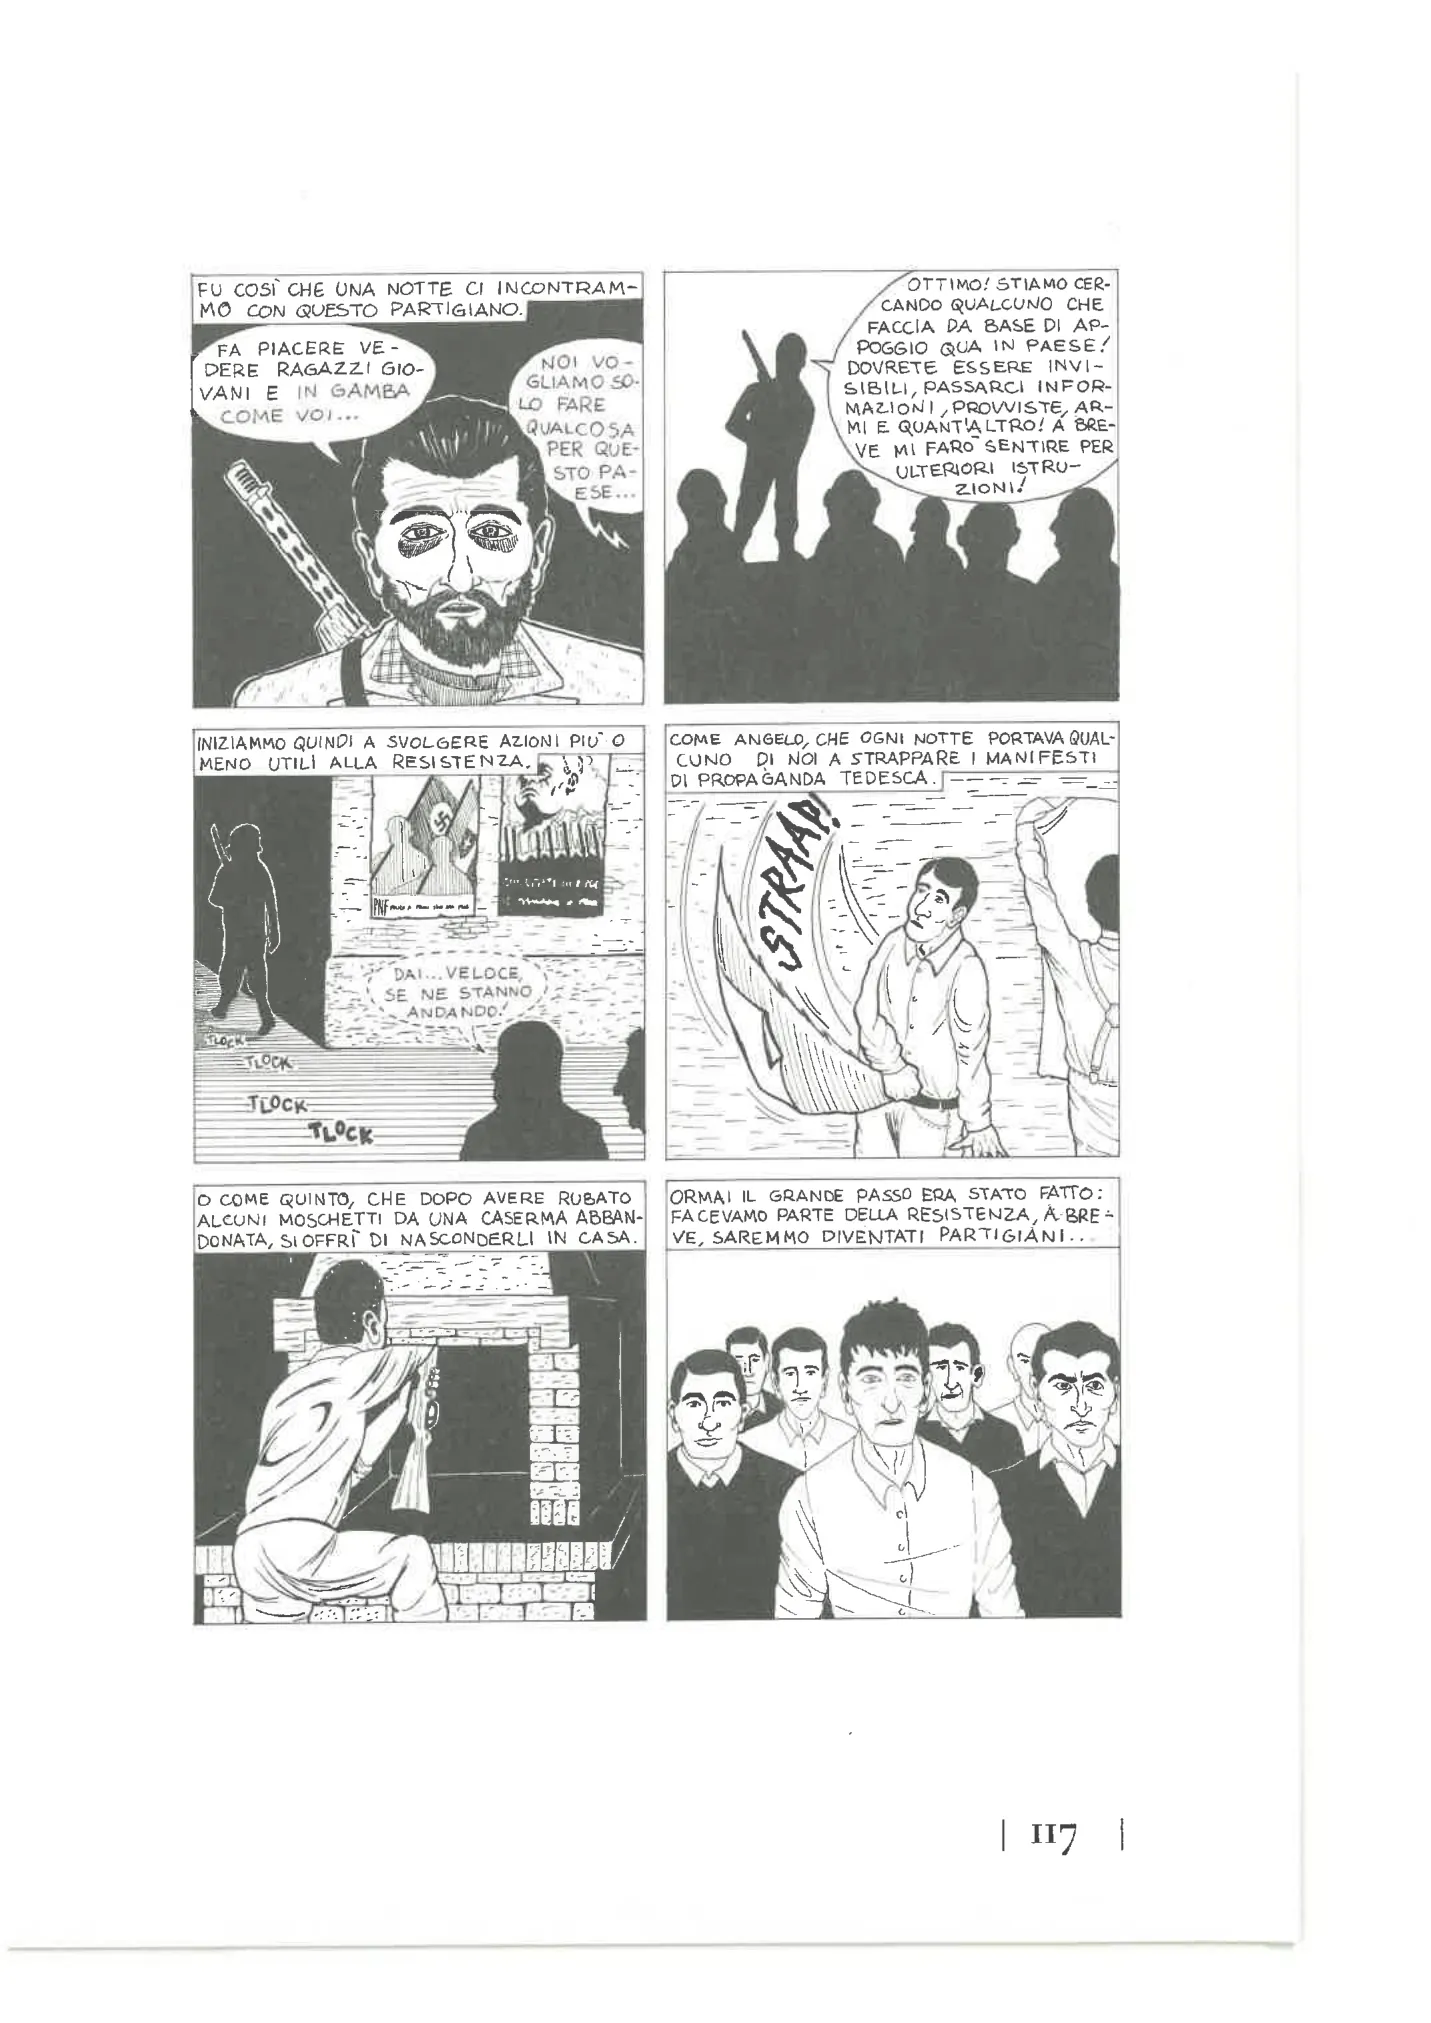 FU COSÌ CHE UNA NOTTE CI INCONTRAM-
MO CON QUESTO PARTIGIANO.
FA PIACERE VE-
DERE RAGAZZI GIO-
VANI E IN GAMBA
COME VOI...
NOI VO-
GLIAMO SO-
LO FARE
QUALCOSA
PER QUE-
STO PA-
ESE...
OTTIMO! STIAMO CER-
CANDO QUALCUNO CHE
FACCIA DA BASE DI AP-
POGGIO QUA IN PAESE!
DOVRETE ESSERE INVI-
SIBILI, PASSARCI INFOR-
MAZIONI, PROVVISTE, AR-
MI E QUANT'ALTRO! A BRE-
VE MI FARÒ SENTIRE PER
ULTERIORI ISTRU-
ZIONI!
INIZIAMMO QUINDI A SVOLGERE AZIONI PIÙ O
MENO UTILI ALLA RESISTENZA.
PNF
DAI...VELOCE,
SE NE STANNO
ANDANDO!
TLOCK
TLOCK
TLOCK
TLOCK
COME ANGELO, CHE OGNI NOTTE PORTAVA QUAL-
CUNO DI NOI A STRAPPARE I MANIFESTI
DI PROPAGANDA TEDESCA.
STRAAP!
O COME QUINTO, CHE DOPO AVERE RUBATO
ALCUNI MOSCHETTI DA UNA CASERMA ABBAN-
DONATA, SI OFFRÌ DI NASCONDERLI IN CASA.
ORMAI IL GRANDE PASSO ERA STATO FATTO:
FACEVAMO PARTE DELLA RESISTENZA, A BRE-
VE, SAREMMO DIVENTATI PARTIGIANI...
| 117 |